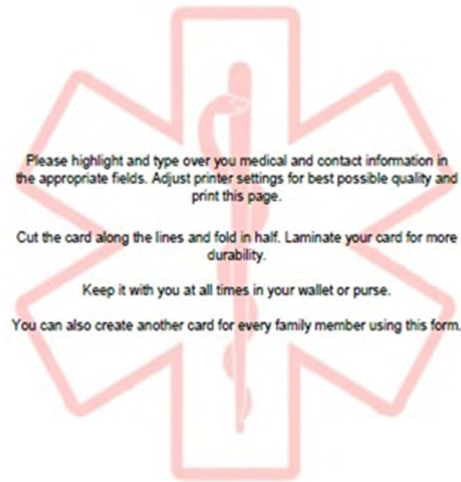 Please highlight and type over you medical and contact information in
the appropriate fields. Adjust printer settings for best possible quality and
print this page.
Cut the card along the lines and fold in half. Laminate your card for more
durability.
Keep it with you at all times in your wallet or purse.
You can also create another card for every family member using this form.